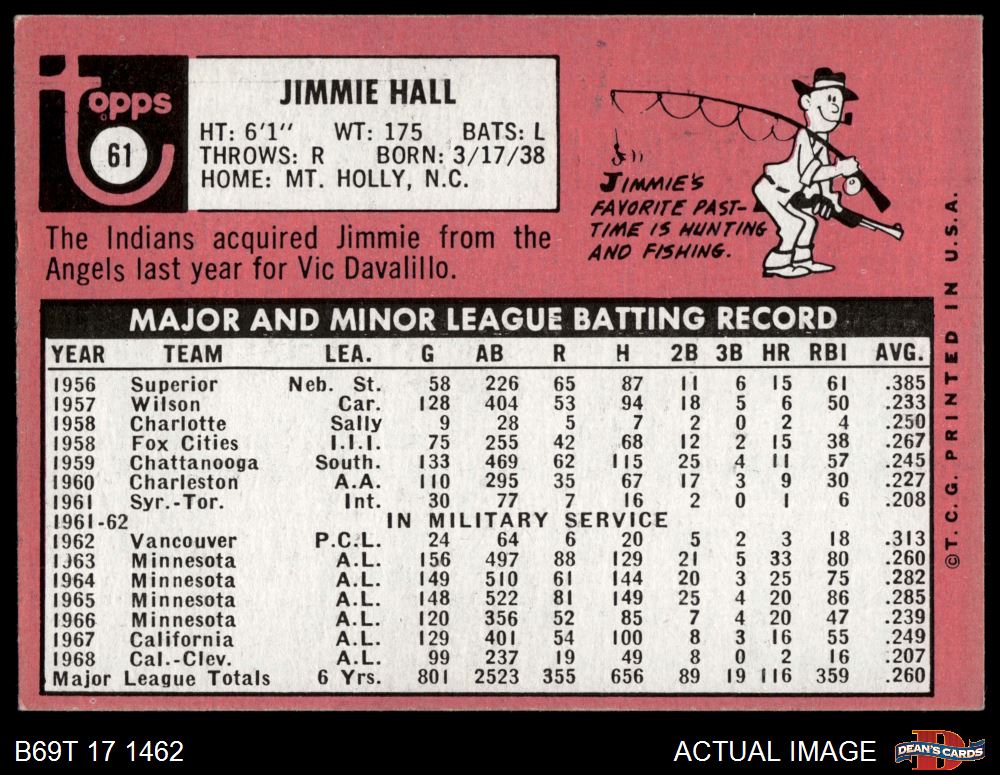 Topps
61
JIMMIE HALL
HT: 6'1" WT: 175 BATS: L
THROWS: R BORN: 3/17/38
HOME: MT. HOLLY, N.C.
JIMMIE'S
FAVORITE PAST-
TIME IS HUNTING
AND FISHING.
The Indians acquired Jimmie from the
Angels last year for Vic Davalillo.
MAJOR AND MINOR LEAGUE BATTING RECORD
YEAR TEAM LEA. G AB R H 2B 3B HR RBI AVG.
1956 Superior Neb. St. 58 226 65 87 11 6 15 61 .385
1957 Wilson Car. 128 404 53 94 18 5 6 50 .233
1958 Charlotte Sally 9 28 5 7 2 0 2 4 .250
1958 Fox Cities I.I.I. 75 255 42 68 12 2 15 38 .267
1959 Chattanooga South. 133 469 62 115 25 4 11 57 .245
1960 Charleston A.A. 110 295 35 67 17 3 9 30 .227
1961 Syr.-Tor. Int. 30 77 7 16 2 0 1 6 .208
1961-62 IN MILITARY SERVICE
1962 Vancouver P.C.L. 24 64 6 20 5 2 3 18 .313
1963 Minnesota A.L. 156 497 88 129 21 5 33 80 .260
1964 Minnesota A.L. 149 510 61 144 20 3 25 75 .282
1965 Minnesota A.L. 148 522 81 149 25 4 20 86 .285
1966 Minnesota A.L. 120 356 52 85 7 4 20 47 .239
1967 California A.L. 129 401 54 100 8 3 16 55 .249
1968 Cal.-Clev. A.L. 99 237 19 49 8 0 2 16 .207
Major League Totals 6 Yrs. 801 2523 355 656 89 19 116 359 .260
©T.C.G. PRINTED IN U.S.A.
B69T 17 1462
ACTUAL IMAGE
DEAN'S CARDS